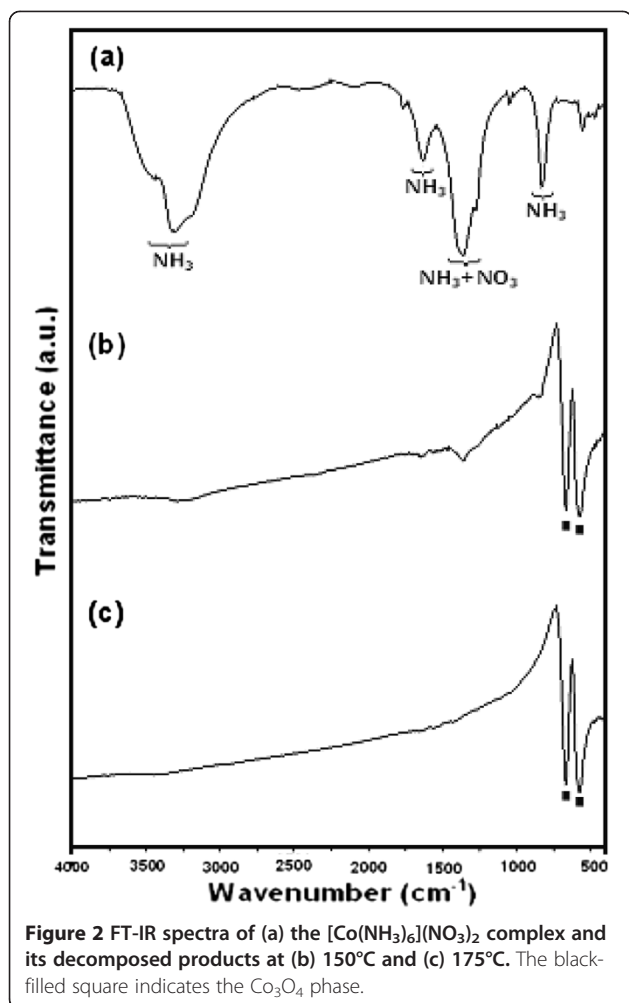 (a)
NH₃
NH₃
NH₃
NH₃+NO₃
(b)
(c)
Transmittance (a.u.)
4000 3500 3000 2500 2000 1500 1000 500
Wavenumber (cm⁻¹)
Figure 2 FT-IR spectra of (a) the [Co(NH₃)₆](NO₃)₂ complex and
its decomposed products at (b) 150°C and (c) 175°C. The black-
filled square indicates the Co₃O₄ phase.